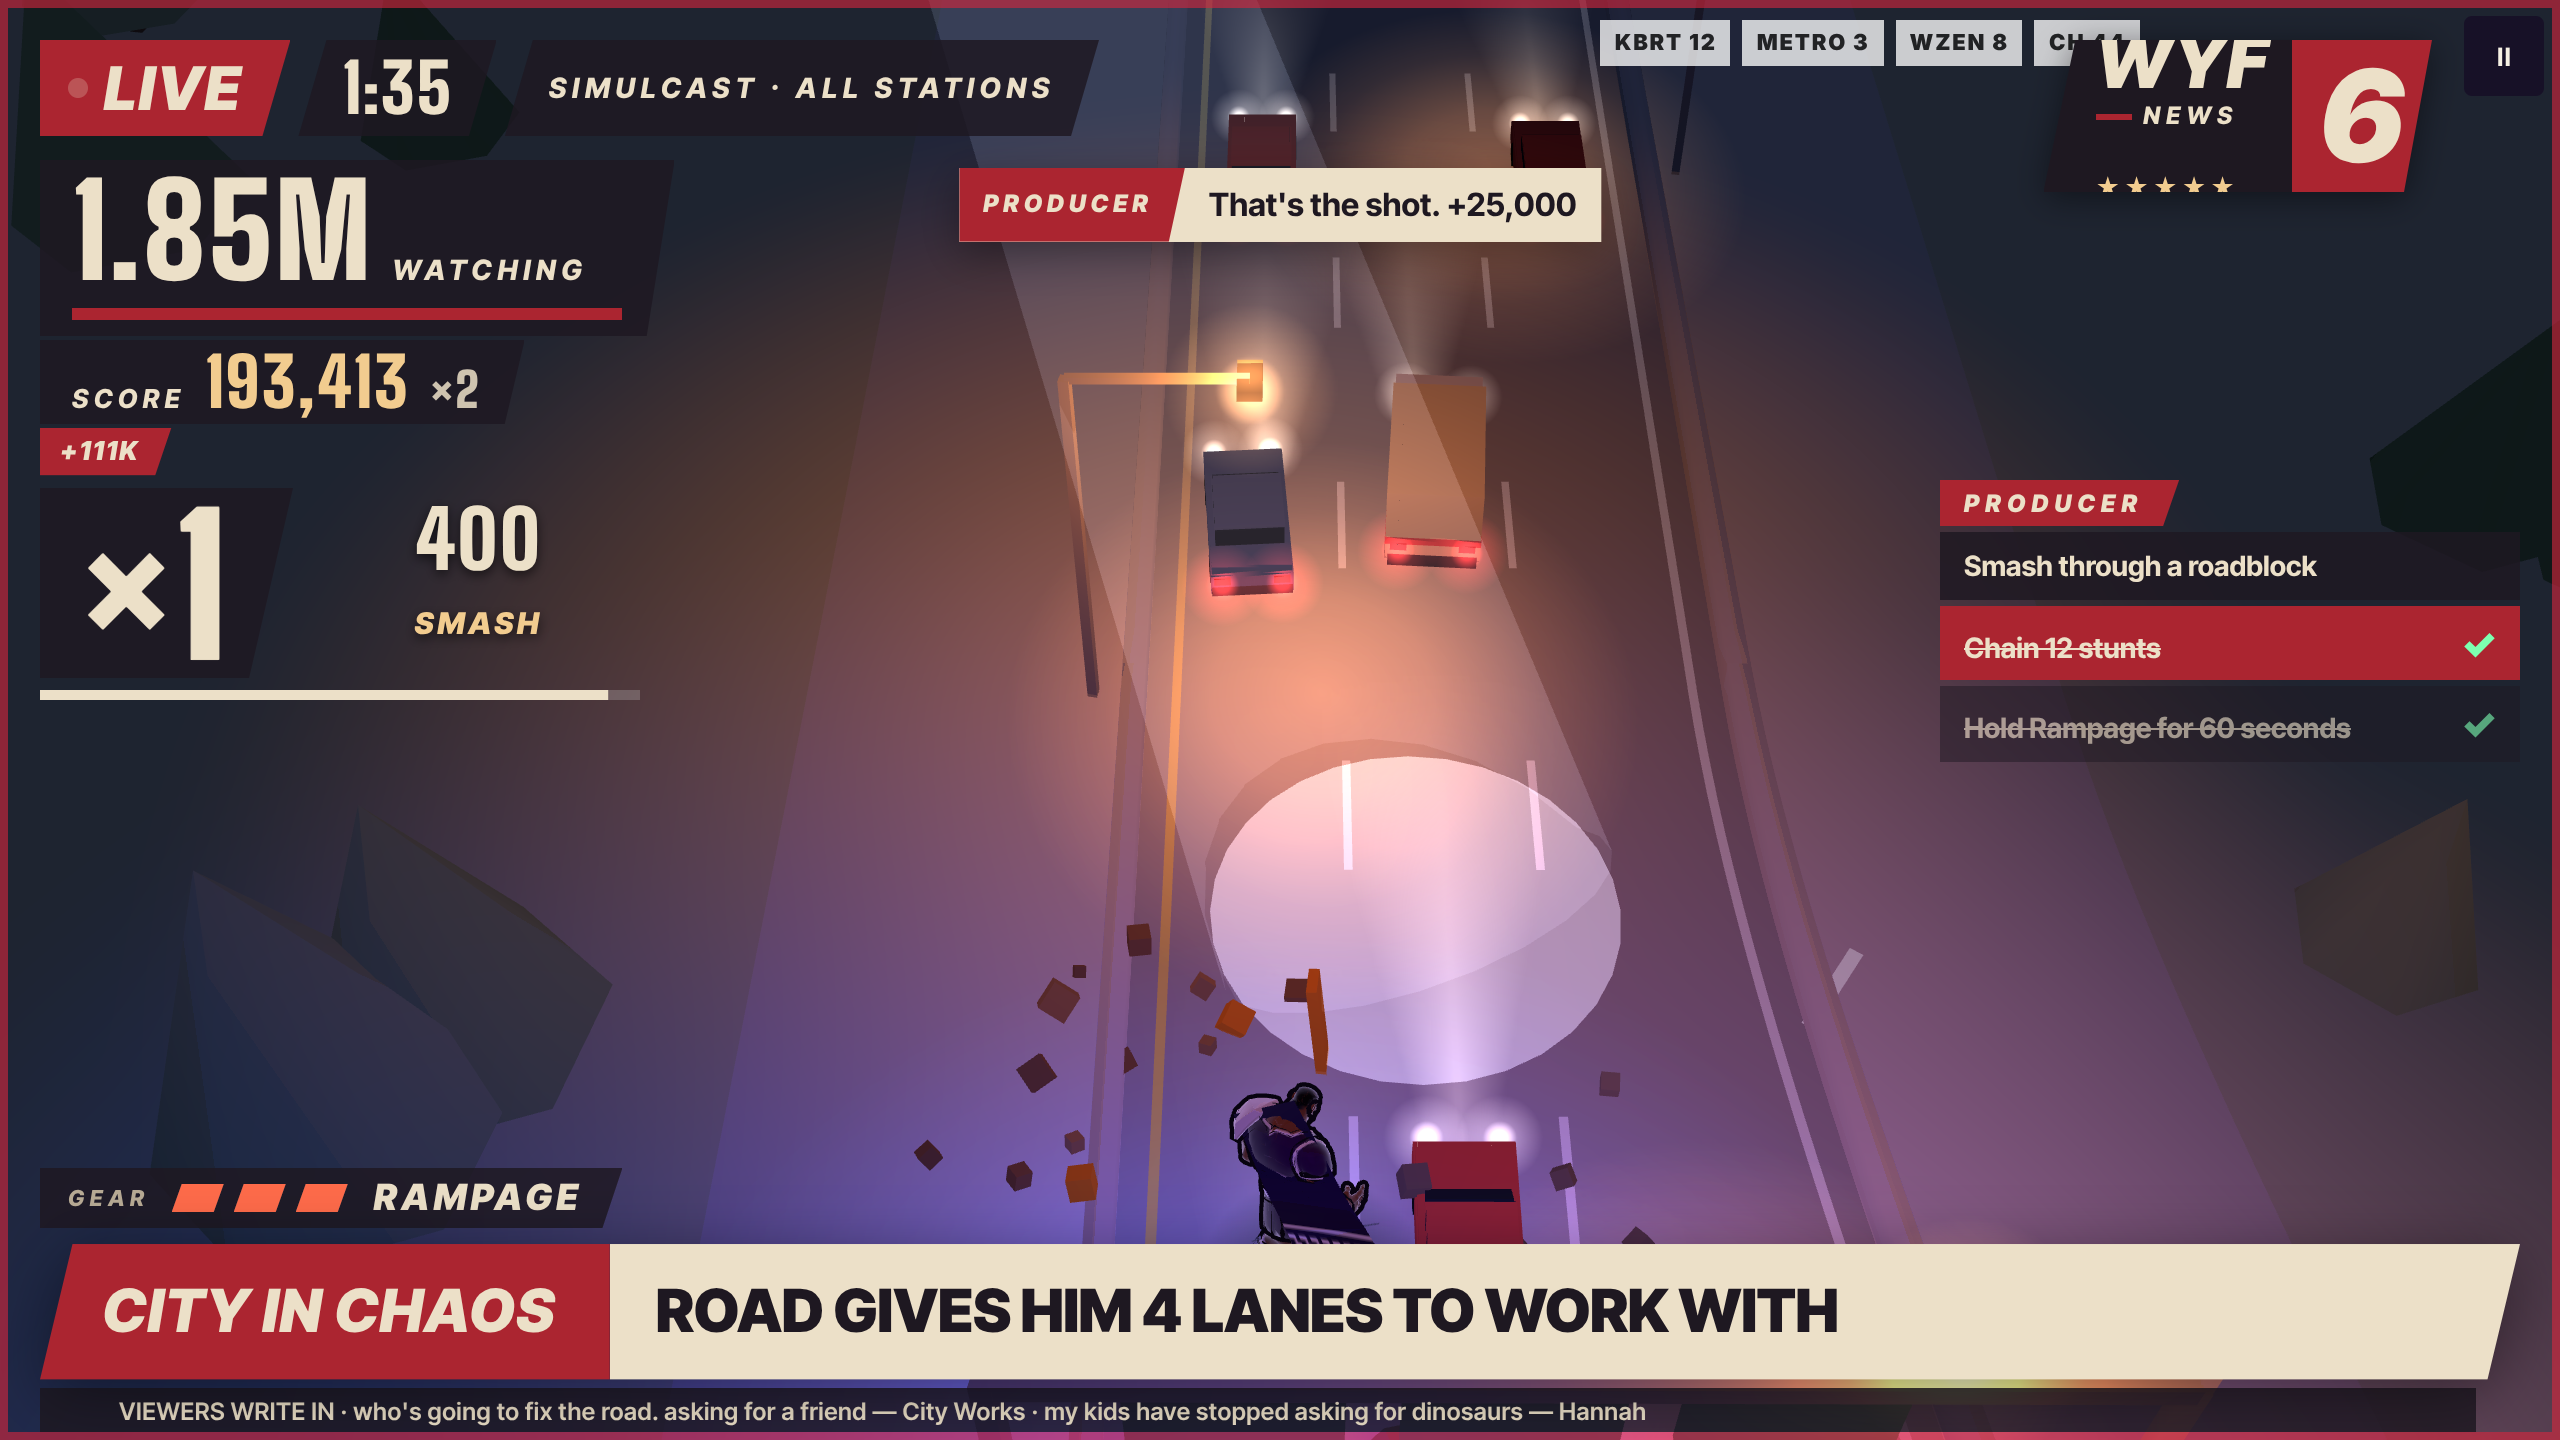 LIVE
1:35
SIMULCAST · ALL STATIONS
KBRT 12
METRO 3
WZEN 8
WYF
NEWS
6
1.85M WATCHING
PRODUCER
That's the shot. +25,000
SCORE 193,413 ×2
+111K
×1
400
SMASH
PRODUCER
Smash through a roadblock
Chain 12 stunts
Hold Rampage for 60 seconds
GEAR RAMPAGE
CITY IN CHAOS
ROAD GIVES HIM 4 LANES TO WORK WITH
VIEWERS WRITE IN · who's going to fix the road. asking for a friend — City Works · my kids have stopped asking for dinosaurs — Hannah